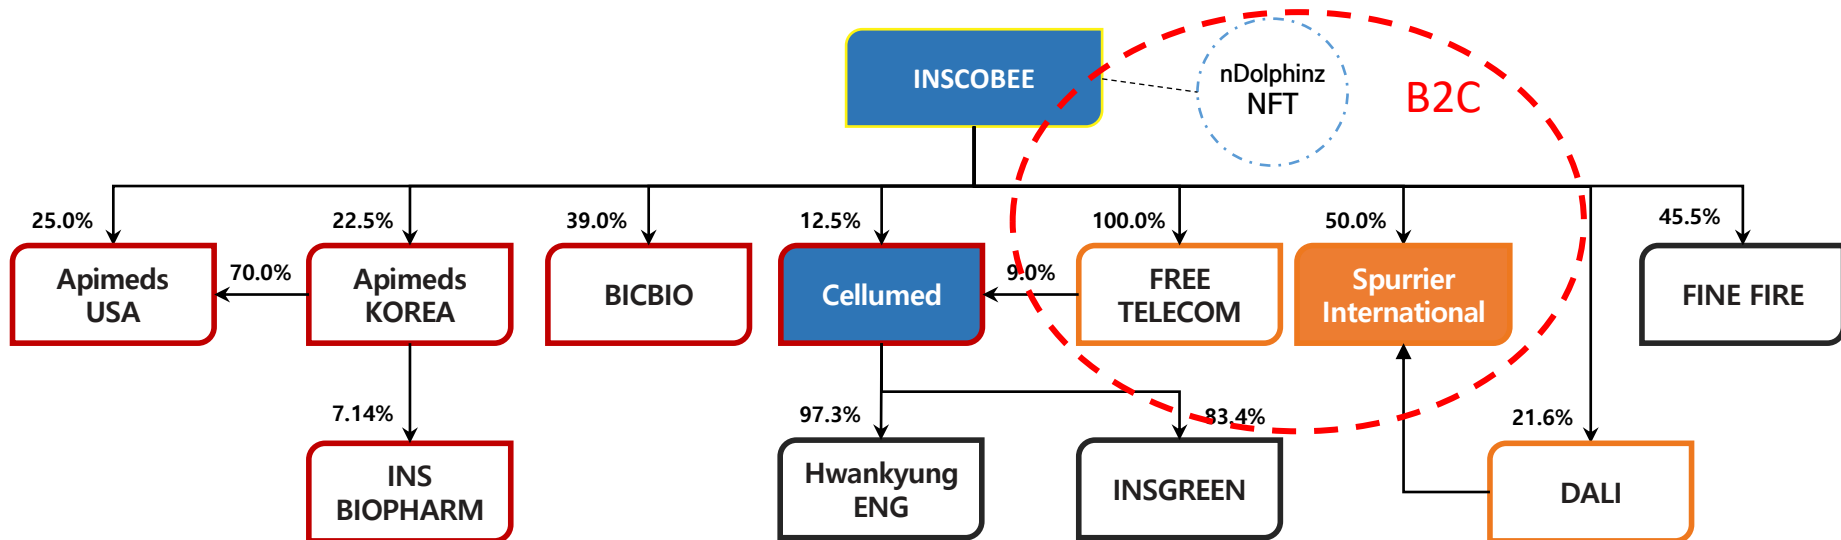 INSCOBEE
nDolphinz
NFT
B2C
25.0%
22.5%
39.0%
12.5%
100.0%
50.0%
45.5%
Apimeds
USA
70.0%
Apimeds
KOREA
BICBIO
Cellumed
9.0%
FREE
TELECOM
Spurrier
International
FINE FIRE
7.14%
97.3%
83.4%
21.6%
INS
BIOPHARM
Hwankyung
ENG
INSGREEN
DALI